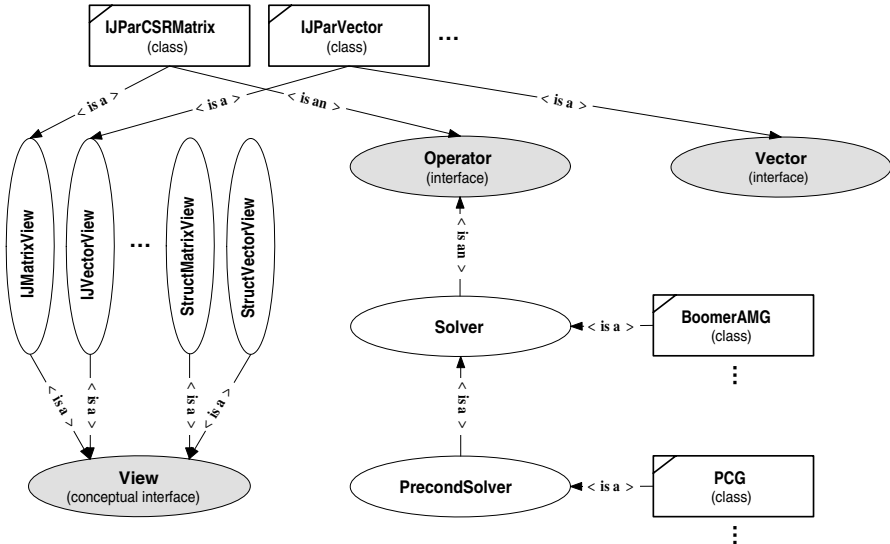 IJParCSRMatrix
(class)
IJParVector
(class)
...
< is a >
< is a >
< is an >
< is a >
Operator
(interface)
Vector
(interface)
IJMatrixView
IJVectorView
...
StructMatrixView
StructVectorView
< is an >
Solver
< is a >
BoomerAMG
(class)
...
< is a >
< is a >
< is a >
< is a >
< is a >
View
(conceptual interface)
PrecondSolver
< is a >
PCG
(class)
...